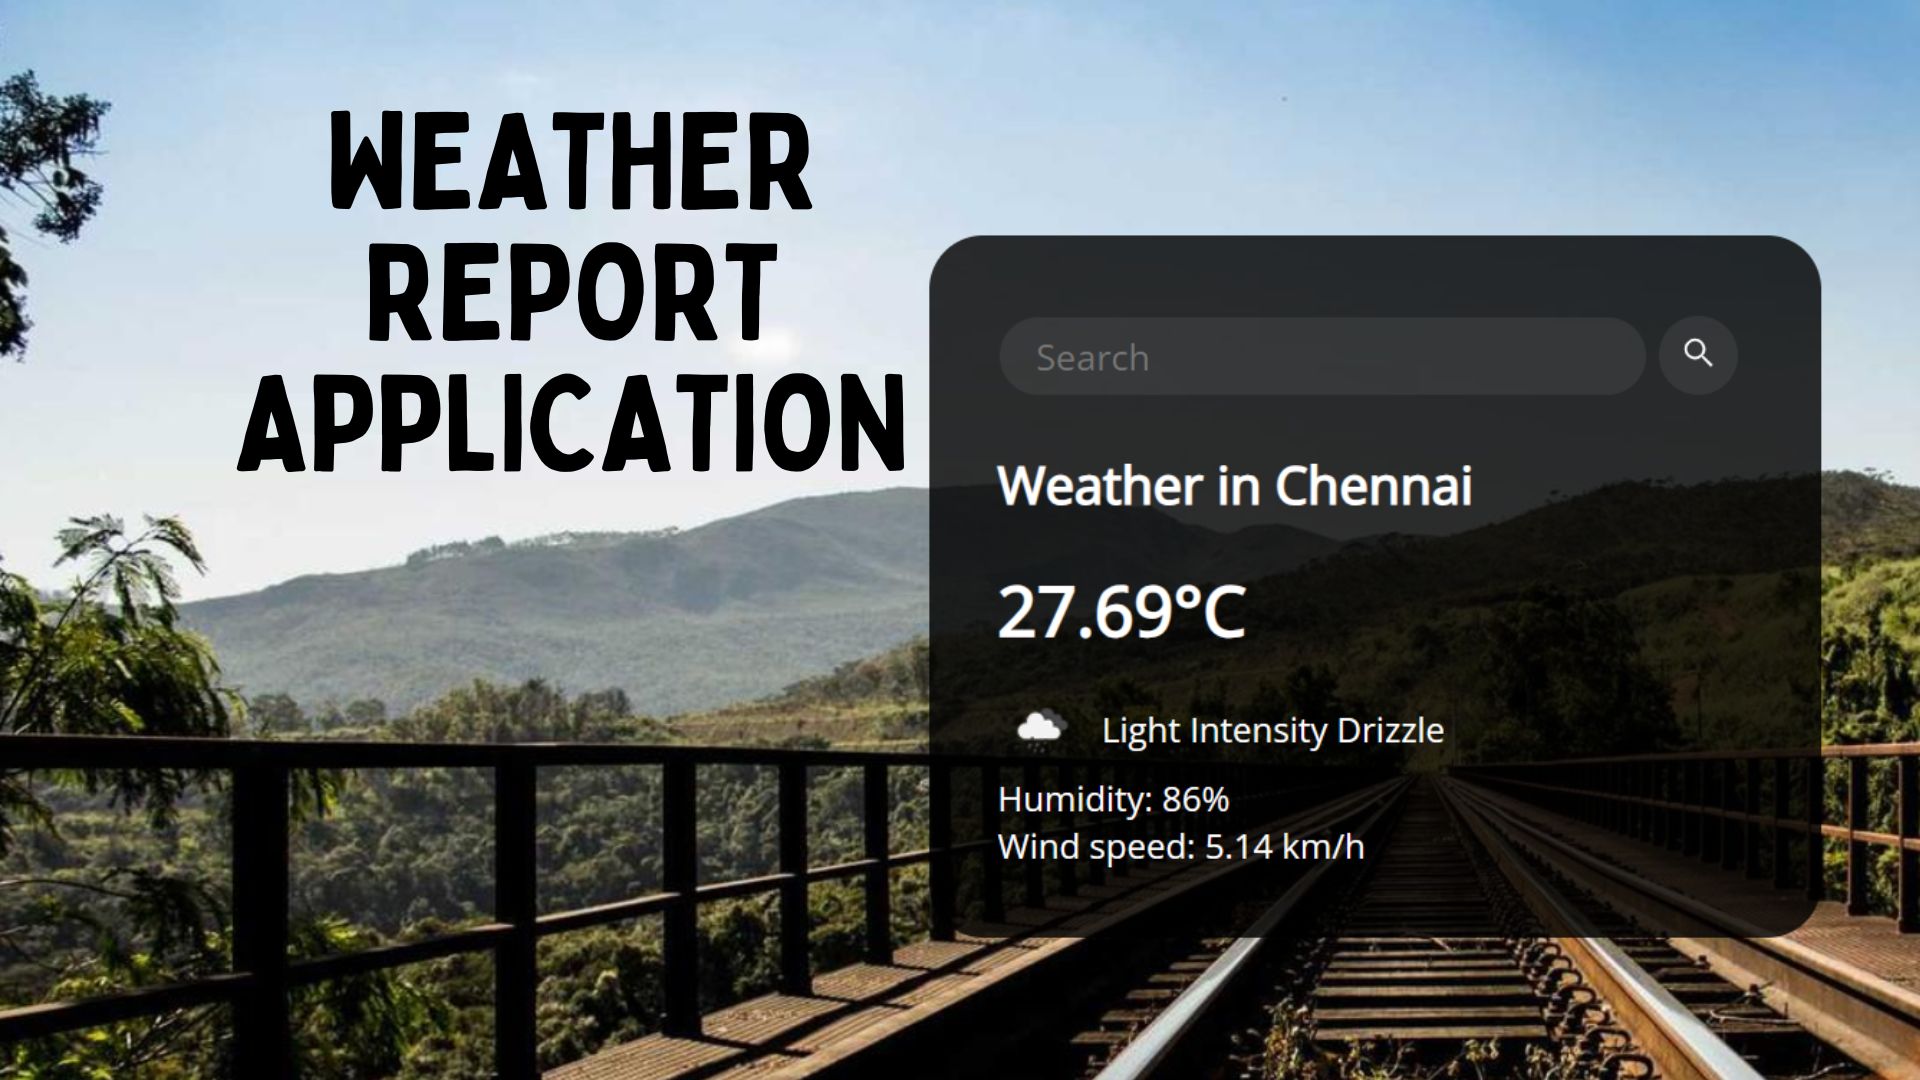 WEATHER
REPORT
APPLICATION
Search
Weather in Chennai
27.69°C
Light Intensity Drizzle
Humidity: 86%
Wind speed: 5.14 km/h